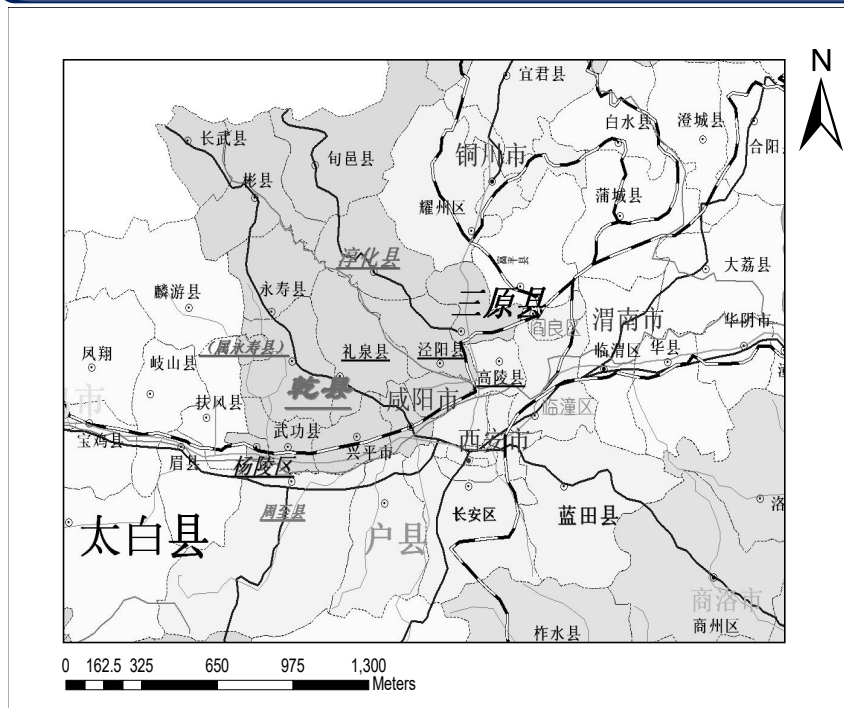 N
宜君县
白水县
澄城县
合阳
长武县
旬邑县
铜川市
彬县
耀州区
蒲城县
淳化县
富平县
大荔县
麟游县
永寿县
三原县
阎良区
渭南市
华阴市
凤翔
(属永寿县)
礼泉县
泾阳县
临渭区
华县
岐山县
乾县
咸阳市
高陵县
临潼区
扶风县
市
宝鸡县
武功县
兴平市
西安市
眉县
杨陵区
周至县
长安区
蓝田县
洛
太白县
户县
商洛市
柞水县
商州区
0 162.5 325 650 975 1,300
Meters